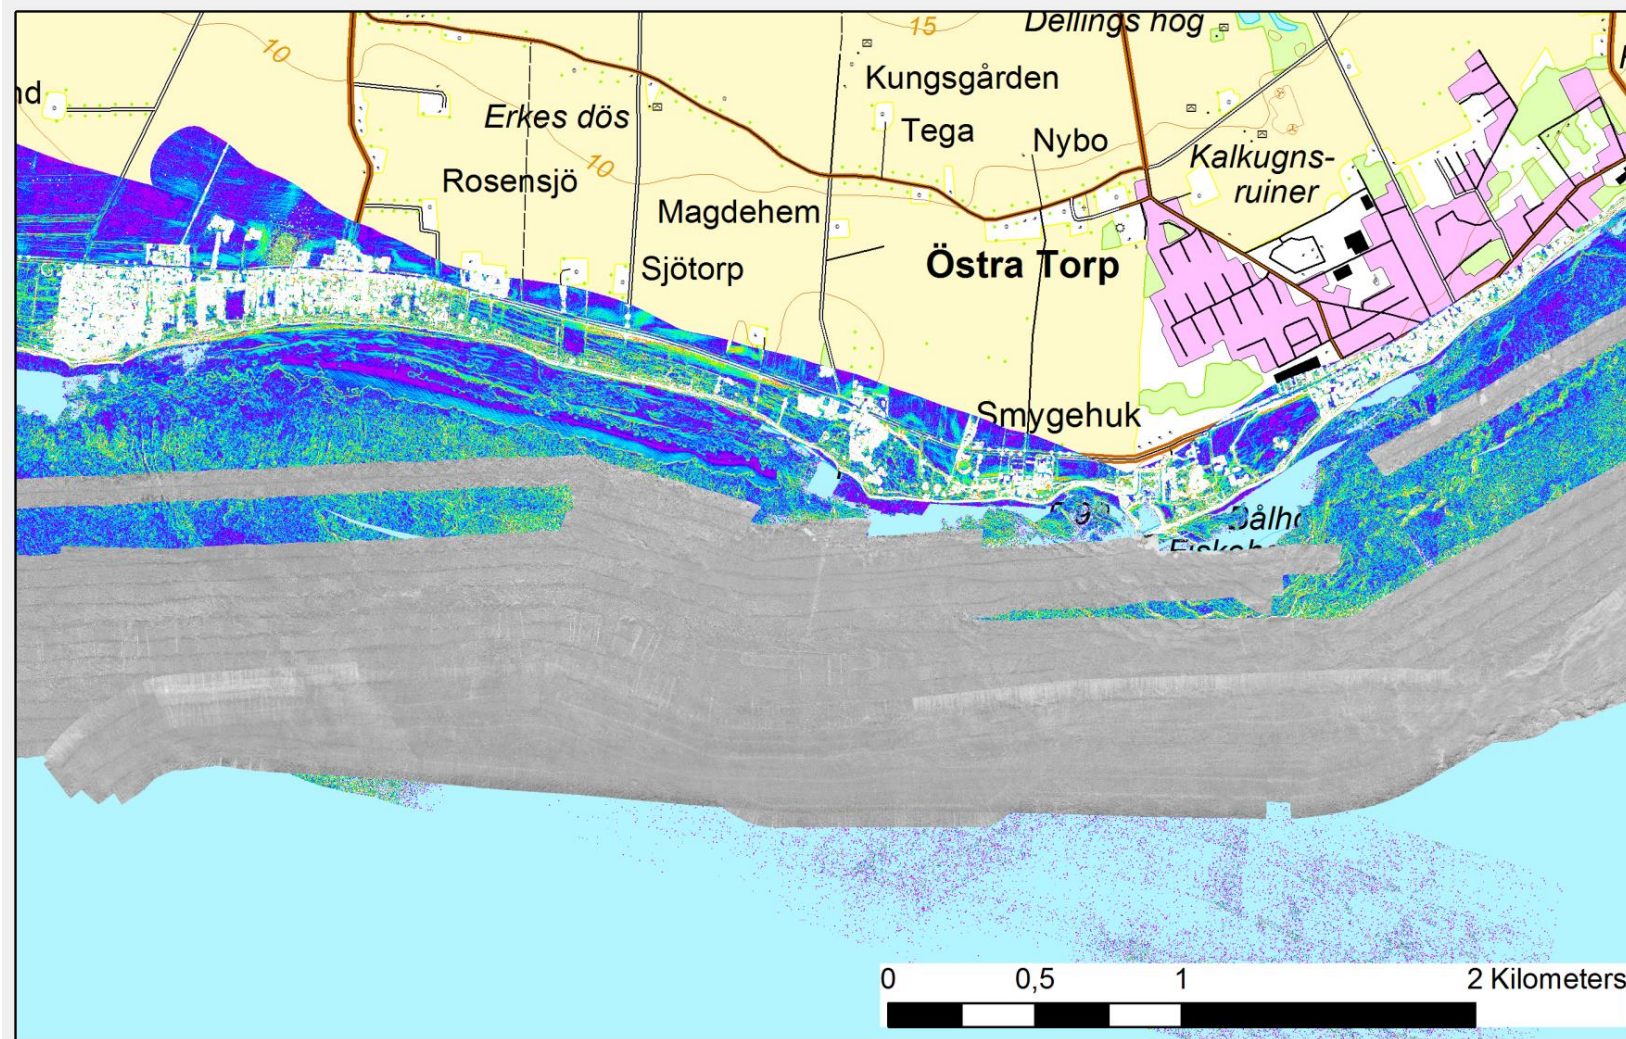 Dellings hög
15
10
Kungsgården
Erkes dös
Tega
Nybo
Kalkugns-
ruiner
10
Rosensjö
Magdehem
Östra Torp
Sjötorp
Smygehuk
0 0,5 1 2 Kilometers